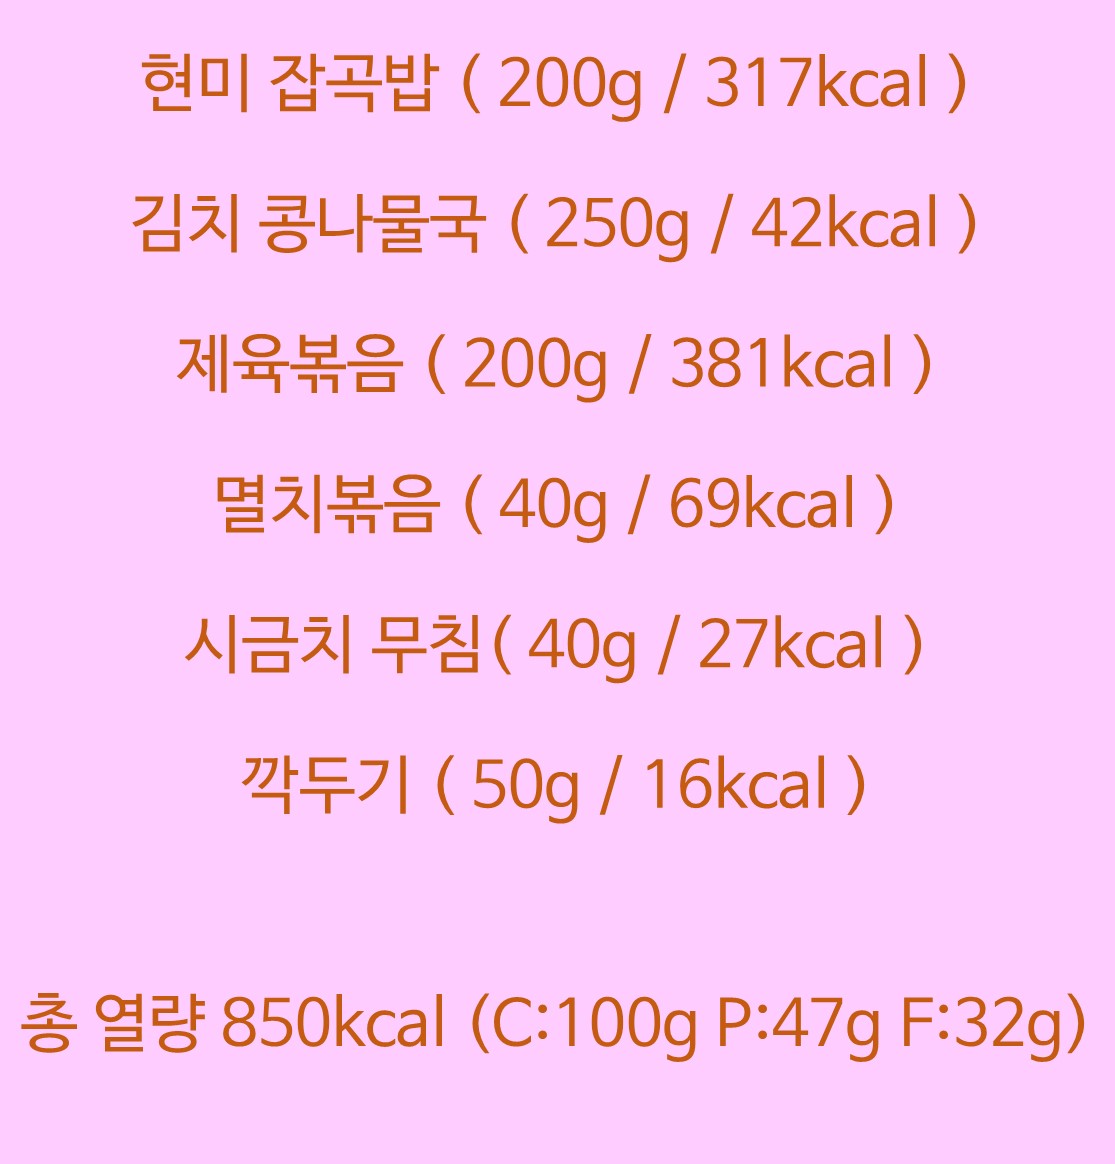 현미 잡곡밥 ( 200g / 317kcal )
김치 콩나물국 ( 250g / 42kcal )
제육볶음 ( 200g / 381kcal )
멸치볶음 ( 40g / 69kcal )
시금치 무침( 40g / 27kcal )
깍두기 ( 50g / 16kcal )
총 열량 850kcal (C:100g P:47g F:32g)